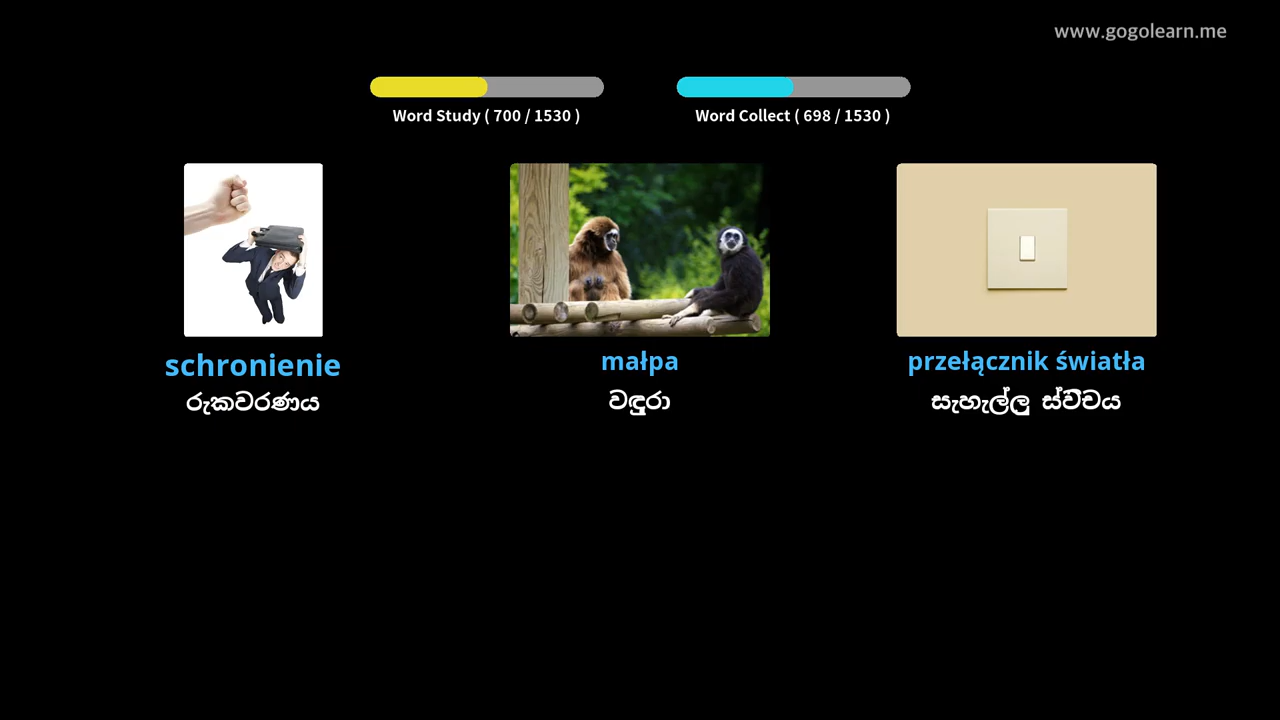 www.gogolearn.me
Word Study ( 700 / 1530 )
Word Collect ( 698 / 1530 )
schronienie
රුකවරණය
małpa
වඳුරා
przełącznik światła
සැහැල්ලු ස්විචය